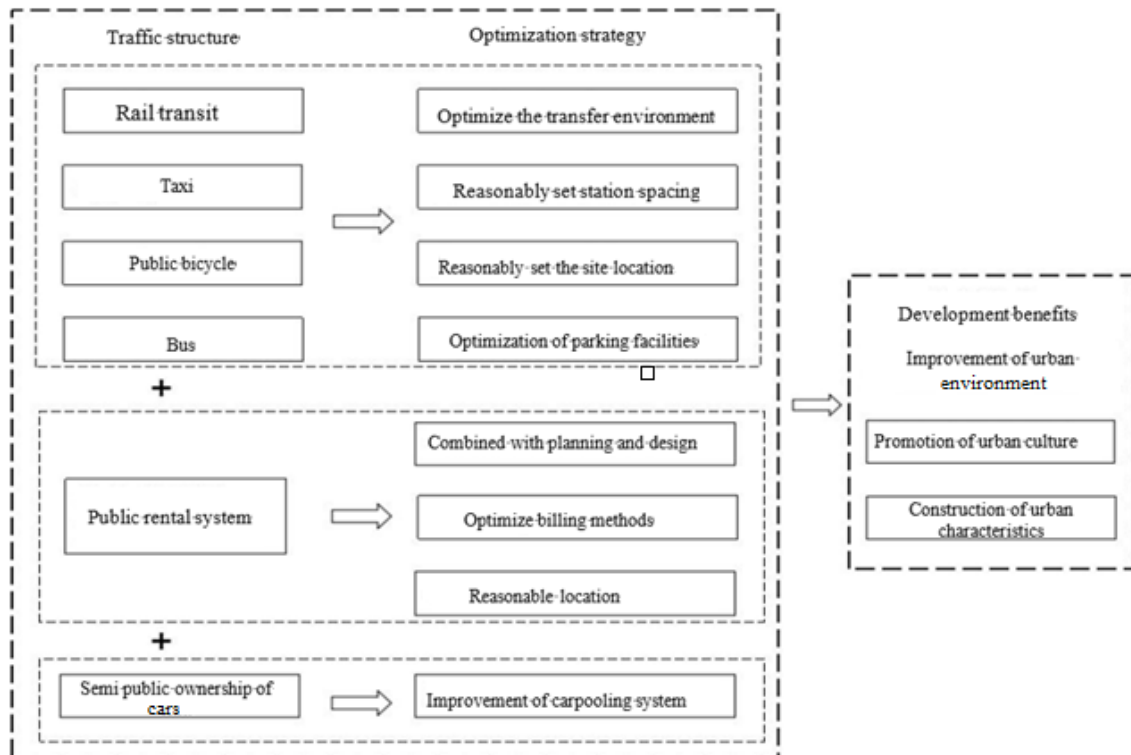 Traffic structure
Optimization strategy
Rail transit
Optimize the transfer environment
Taxi
Reasonably set station spacing
Public bicycle
Reasonably set the site location
Bus
Optimization of parking facilities
+
Combined with planning and design
Public rental system
Optimize billing methods
Reasonable location
+
Semi public ownership of
cars
Improvement of carpooling system
Development benefits
Improvement of urban
environment
Promotion of urban culture
Construction of urban
characteristics